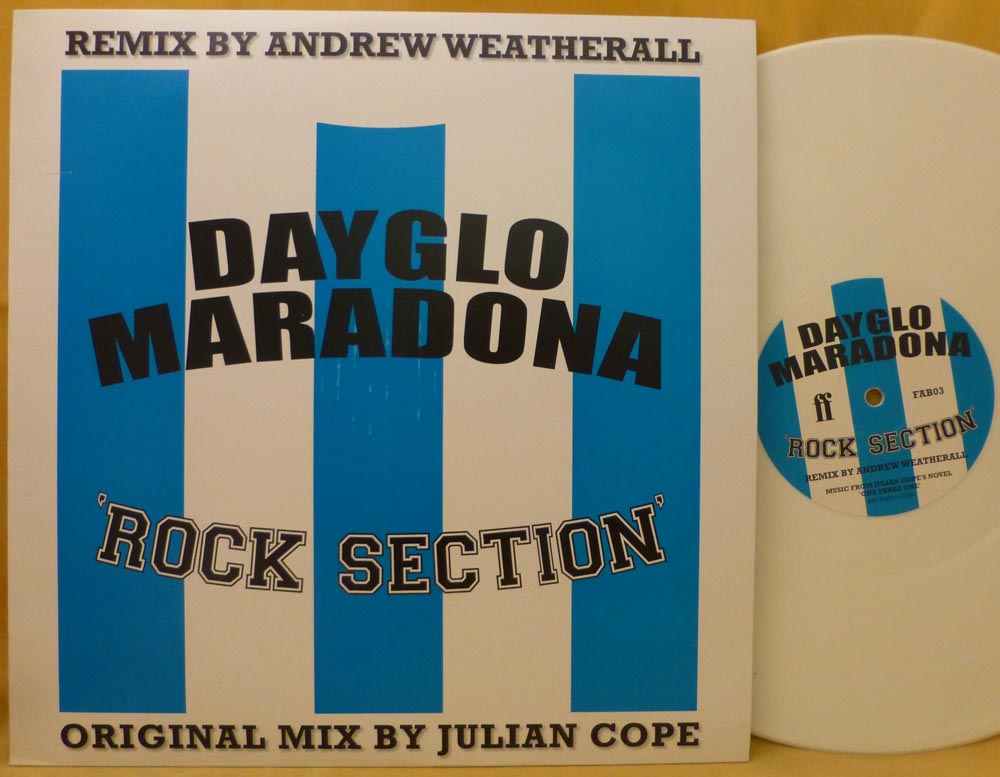 REMIX BY ANDREW WEATHERALL
DAYGLO
MARADONA
'ROCK SECTION'
ORIGINAL MIX BY JULIAN COPE
DAYGLO
MARADONA
ff
FAB03
'ROCK SECTION'
REMIX BY ANDREW WEATHERALL
MUSIC FROM JULIAN COPE'S NOVEL
'ONE THREE ONE'